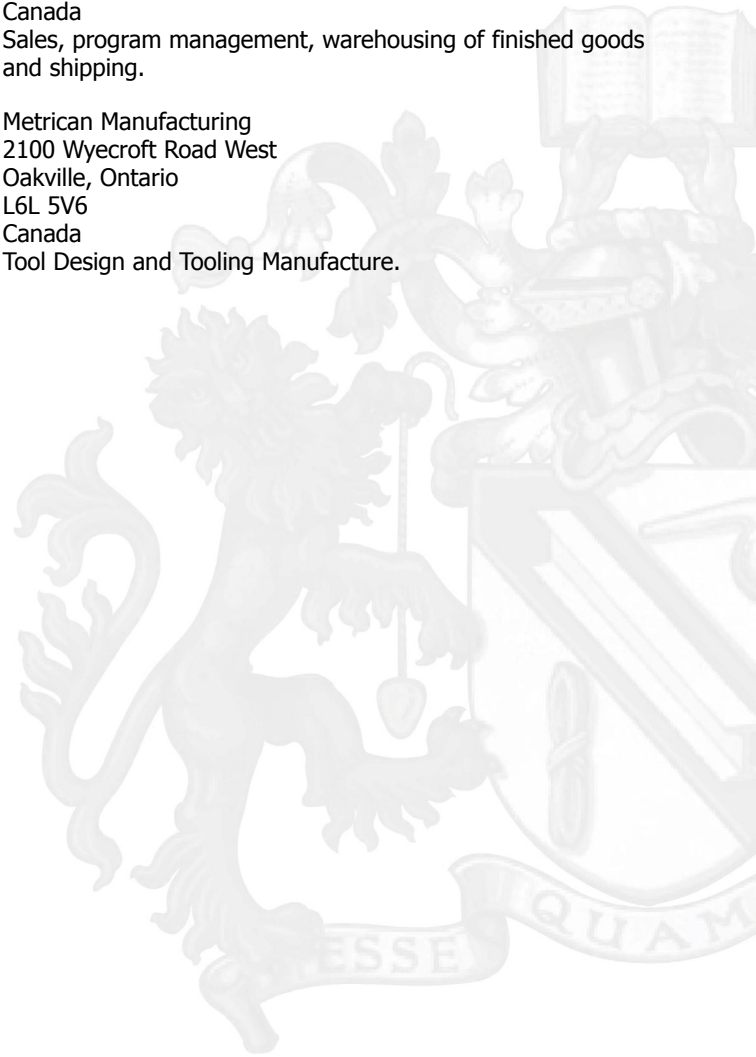 Canada
Sales, program management, warehousing of finished goods
and shipping.
Metrican Manufacturing
2100 Wyecroft Road West
Oakville, Ontario
L6L 5V6
Canada
Tool Design and Tooling Manufacture.
ESSE QUAM